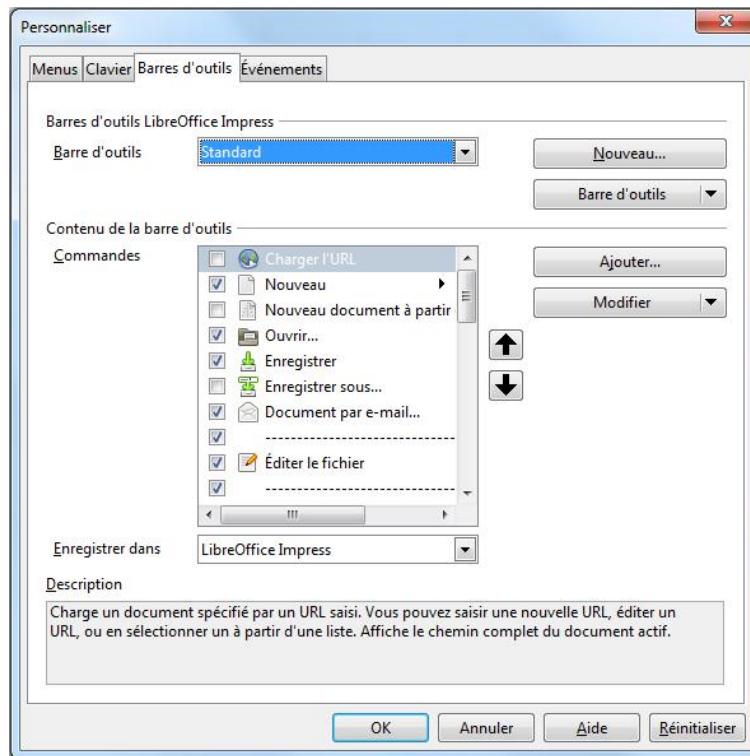 Personnaliser
Menus Clavier Barres d'outils Événements
Barres d'outils LibreOffice Impress
Barre d'outils Standard Nouveau...
Barre d'outils
Contenu de la barre d'outils
Commandes Charger l'URL Ajouter...
Nouveau
Modifier
Nouveau document à partir
Ouvrir...
Enregistrer
Enregistrer sous...
Document par e-mail...
--------------------------------
Éditer le fichier
--------------------------------
Enregistrer dans LibreOffice Impress
Description
Charge un document spécifié par un URL saisi. Vous pouvez saisir une nouvelle URL, éditer un
URL, ou en sélectionner un à partir d'une liste. Affiche le chemin complet du document actif.
OK Annuler Aide Réinitialiser